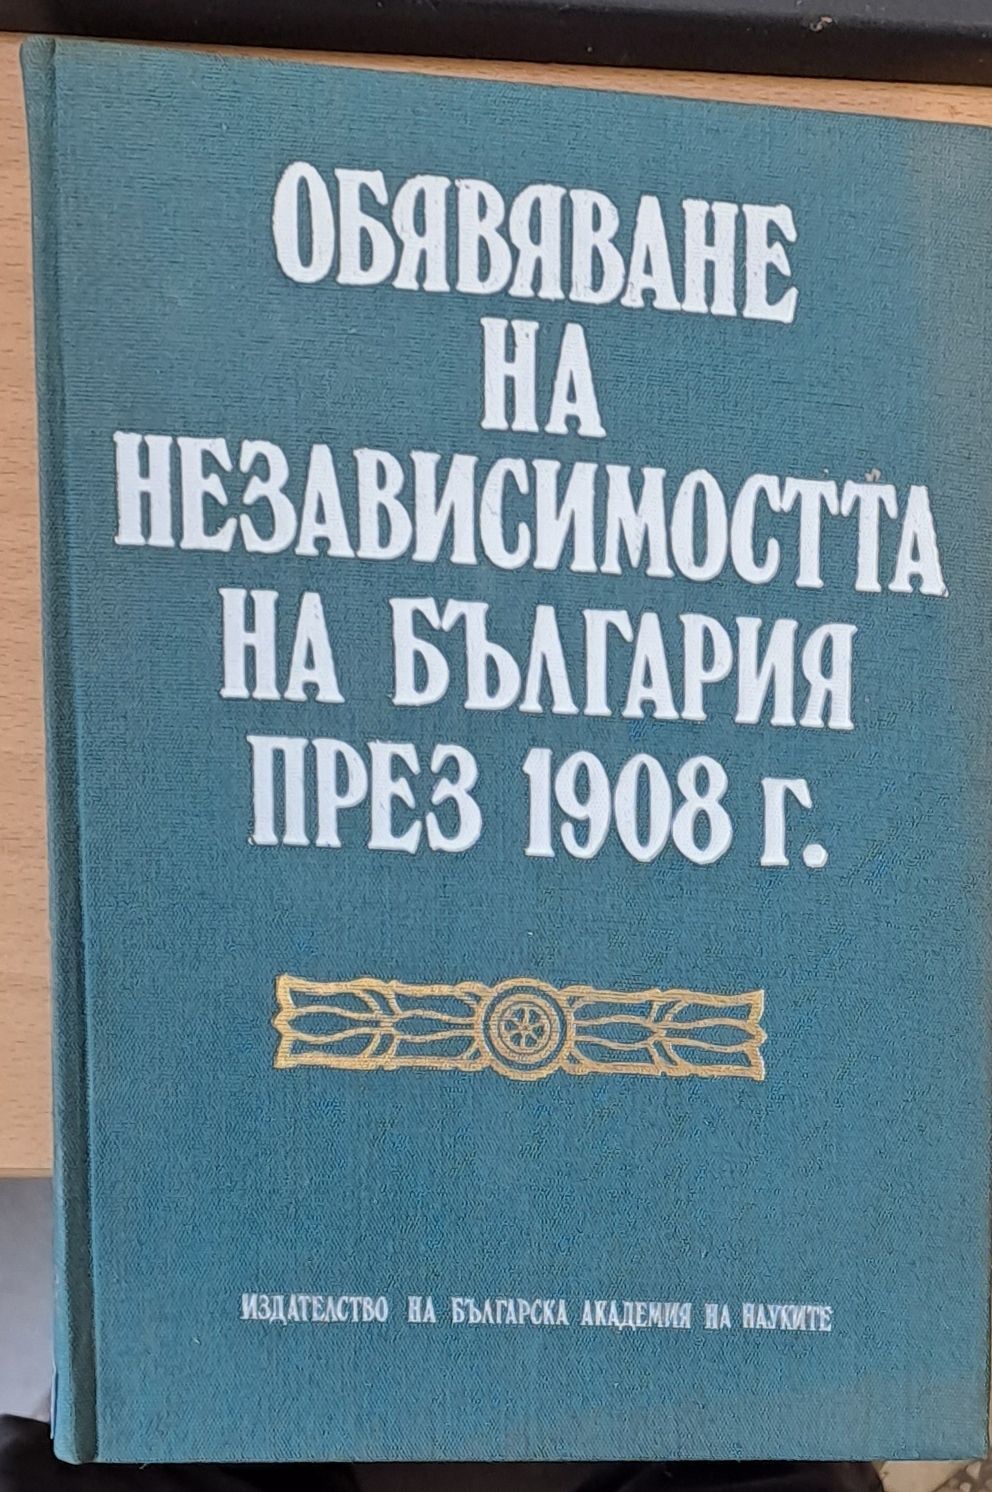 ОБЯВЯВАНЕ
НА
НЕЗАВИСИМОСТТА
НА БЪЛГАРИЯ
ПРЕЗ 1908 г.
ИЗДАТЕЛСТВО НА БЪЛГАРСКА АКАДЕМИЯ НА НАУКИТЕ